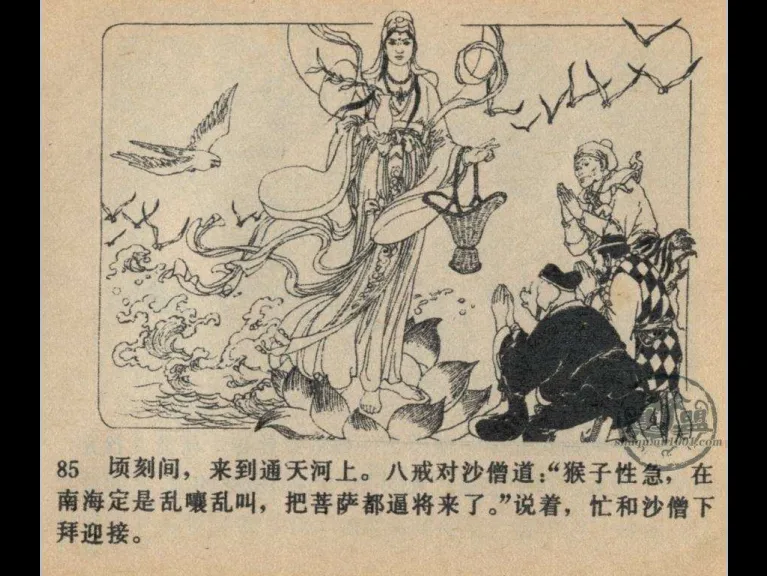 85 顷刻间，来到通天河上。八戒对沙僧道：“猴子性急，在
南海定是乱嚷乱叫，把菩萨都逼将来了。”说着，忙和沙僧下
拜迎接。
shuqian1001.com